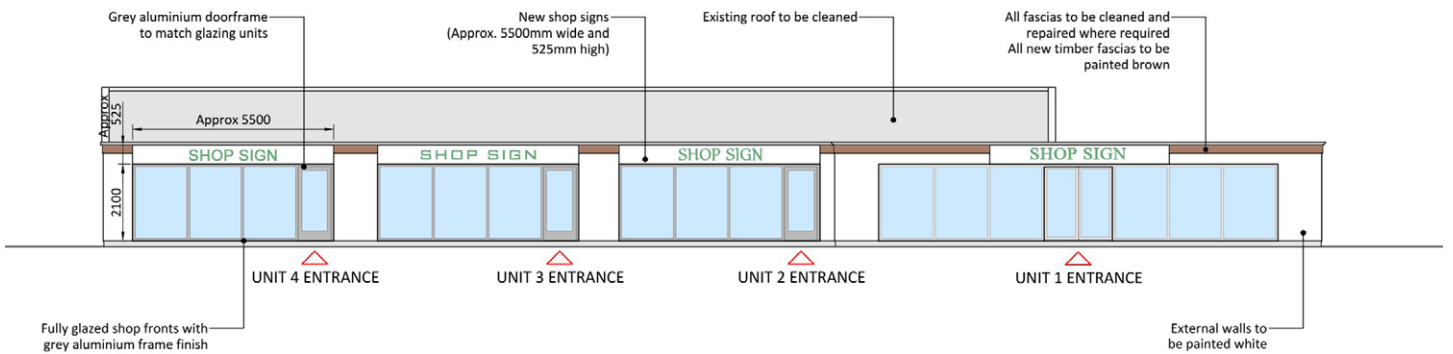 Grey aluminium doorframe
to match glazing units
New shop signs
(Approx. 5500mm wide and
525mm high)
Existing roof to be cleaned
All fascias to be cleaned and
repaired where required
All new timber fascias to be
painted brown
Approx
525
Approx 5500
SHOP SIGN
SHOP SIGN
SHOP SIGN
SHOP SIGN
2100
UNIT 4 ENTRANCE
UNIT 3 ENTRANCE
UNIT 2 ENTRANCE
UNIT 1 ENTRANCE
Fully glazed shop fronts with
grey aluminium frame finish
External walls to
be painted white